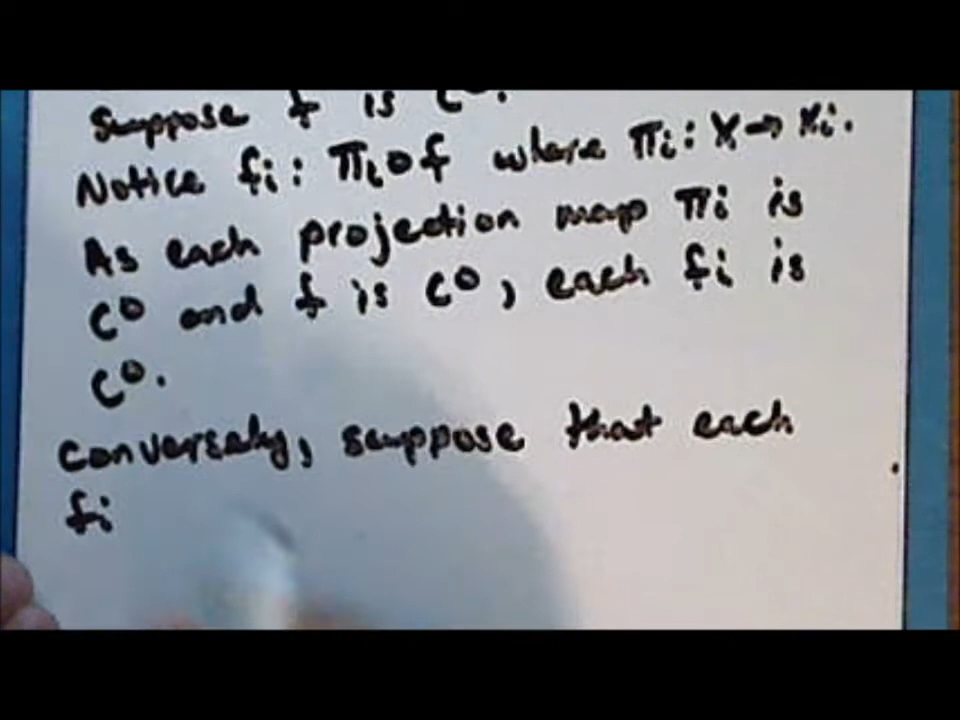 Suppose f is C⁰.
Notice fi: πi∘f where πi: X→ Xi.
As each projection map πi is
C⁰ and f is C⁰, each fi is
C⁰.
Conversely, suppose that each
fi